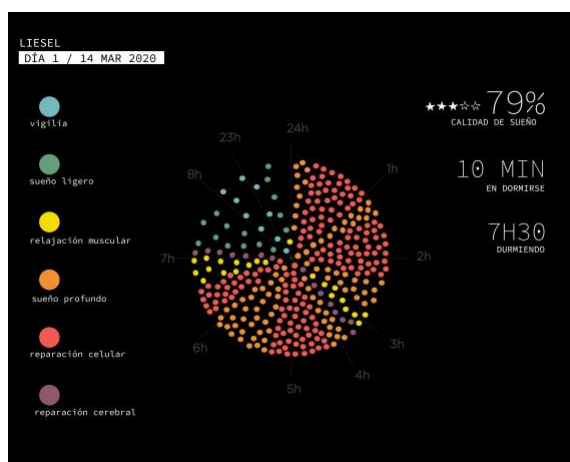 LIESEL
DÍA 1 / 14 MAR 2020
vigilia
sueño ligero
relajación muscular
sueño profundo
reparación celular
reparación cerebral
23h
24h
1h
2h
3h
4h
5h
6h
7h
8h
★★★☆☆ 79%
CALIDAD DE SUEÑO
10 MIN
EN DORMIRSE
7H30
DURMIENDO